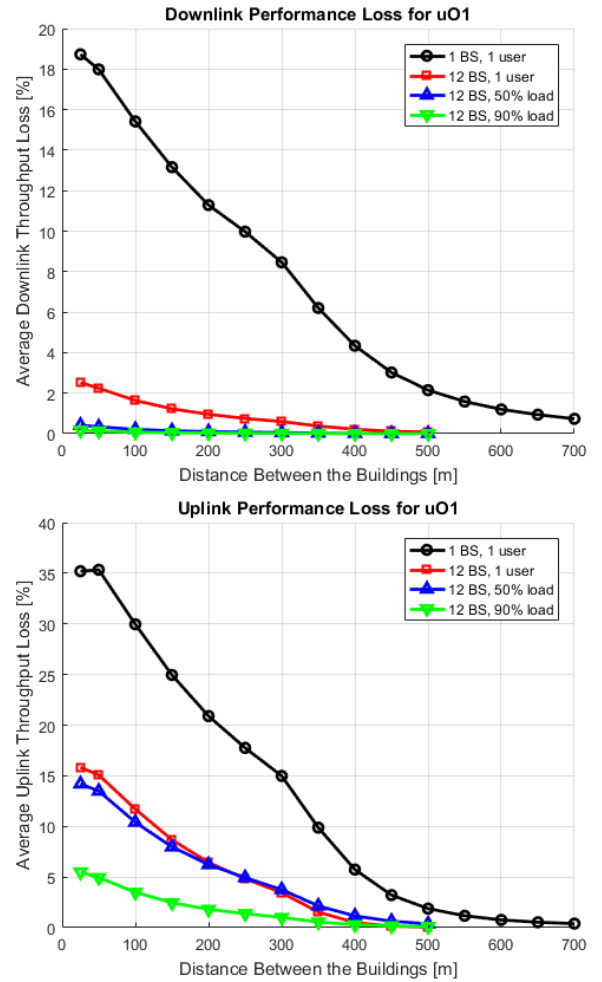 Downlink Performance Loss for uO1
Average Downlink Throughput Loss [%]
20
18
16
14
12
10
8
6
4
2
0
1 BS, 1 user
12 BS, 1 user
12 BS, 50% load
12 BS, 90% load
0 100 200 300 400 500 600 700
Distance Between the Buildings [m]
Uplink Performance Loss for uO1
Average Uplink Throughput Loss [%]
40
35
30
25
20
15
10
5
0
1 BS, 1 user
12 BS, 1 user
12 BS, 50% load
12 BS, 90% load
0 100 200 300 400 500 600 700
Distance Between the Buildings [m]